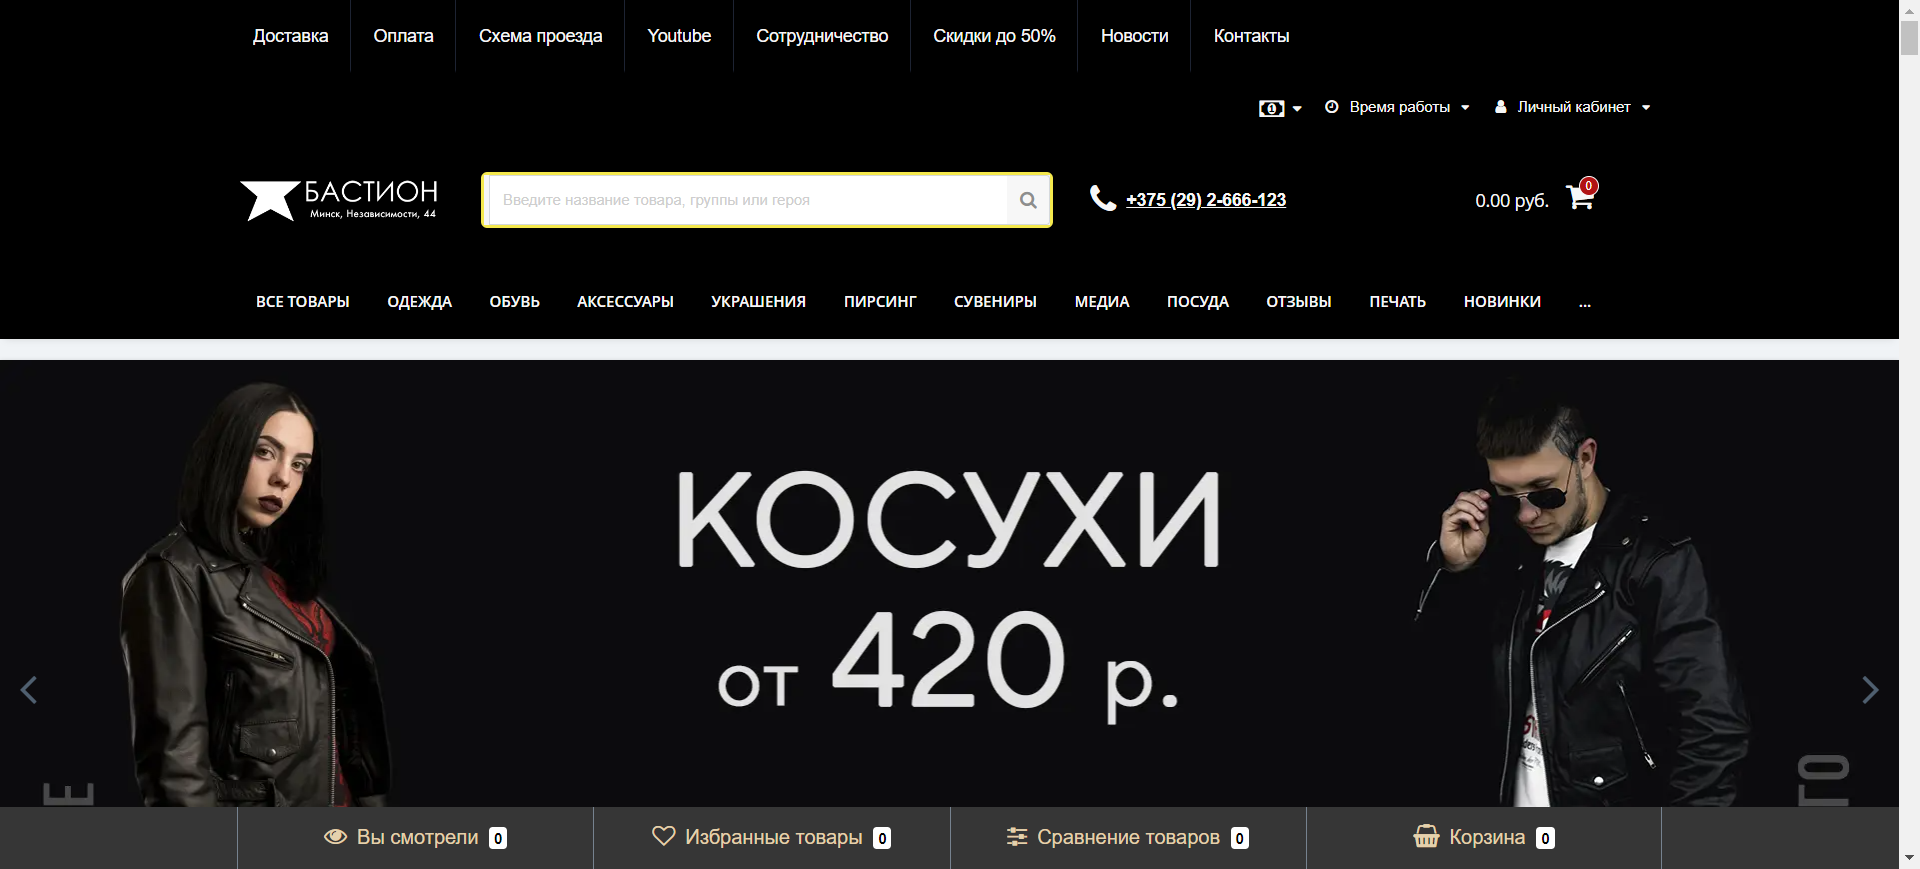 Доставка
Оплата
Схема проезда
Youtube
Сотрудничество
Скидки до 50%
Новости
Контакты
Время работы
Личный кабинет
БАСТИОН
Минск, Независимости, 44
Введите название товара, группы или героя
+375 (29) 2-666-123
0.00 руб.
0
ВСЕ ТОВАРЫ
ОДЕЖДА
ОБУВЬ
АКСЕССУАРЫ
УКРАШЕНИЯ
ПИРСИНГ
СУВЕНИРЫ
МЕДИА
ПОСУДА
ОТЗЫВЫ
ПЕЧАТЬ
НОВИНКИ
...
КОСУХИ
от 420 р.
Е
ГО
Вы смотрели 0
Избранные товары 0
Сравнение товаров 0
Корзина 0